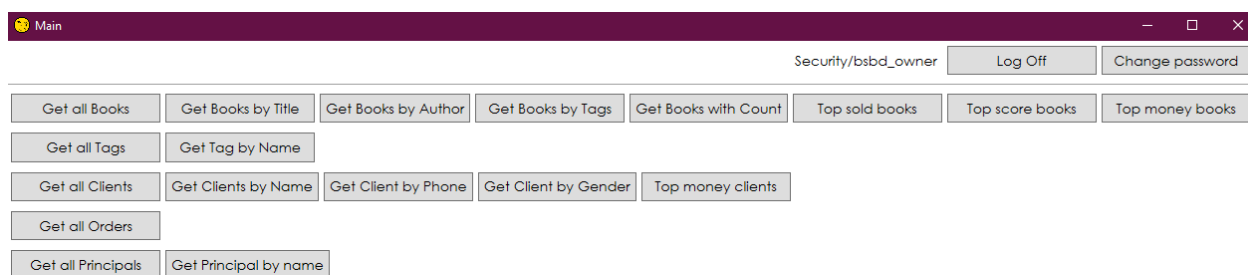 Main
Security/bsbd_owner Log Off Change password
Get all Books Get Books by Title Get Books by Author Get Books by Tags Get Books with Count Top sold books Top score books Top money books
Get all Tags Get Tag by Name
Get all Clients Get Clients by Name Get Client by Phone Get Client by Gender Top money clients
Get all Orders
Get all Principals Get Principal by name